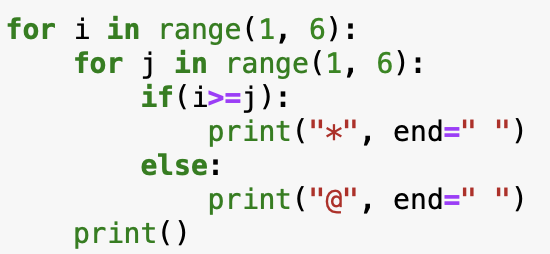 for i in range(1, 6):
    for j in range(1, 6):
        if(i>=j):
            print("*", end=" ")
        else:
            print("@", end=" ")
    print()